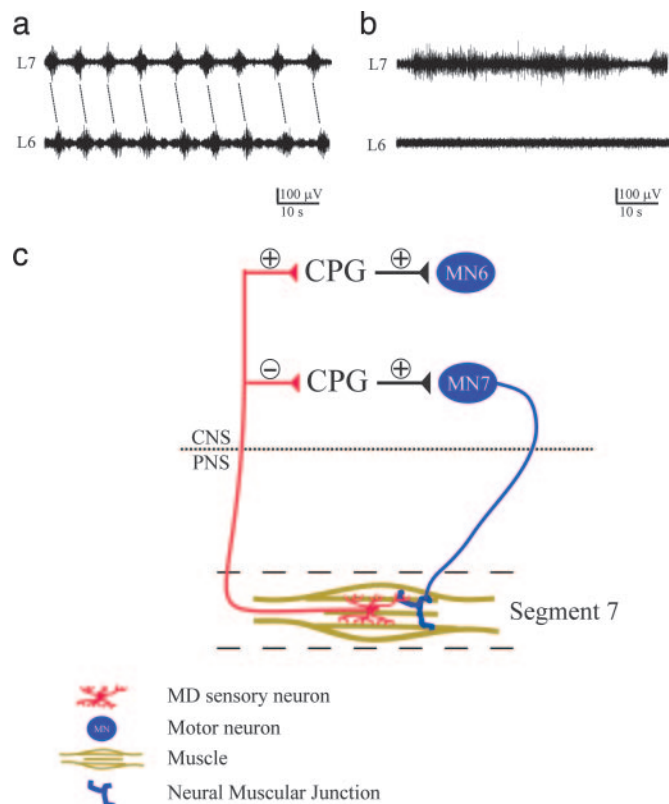 a
b
L7
L7
L6
L6
100 μV
10 s
100 μV
10 s
c
+
+
CPG
MN6
−
+
CPG
MN7
CNS
PNS
Segment 7
MD sensory neuron
MN
Motor neuron
Muscle
Neural Muscular Junction